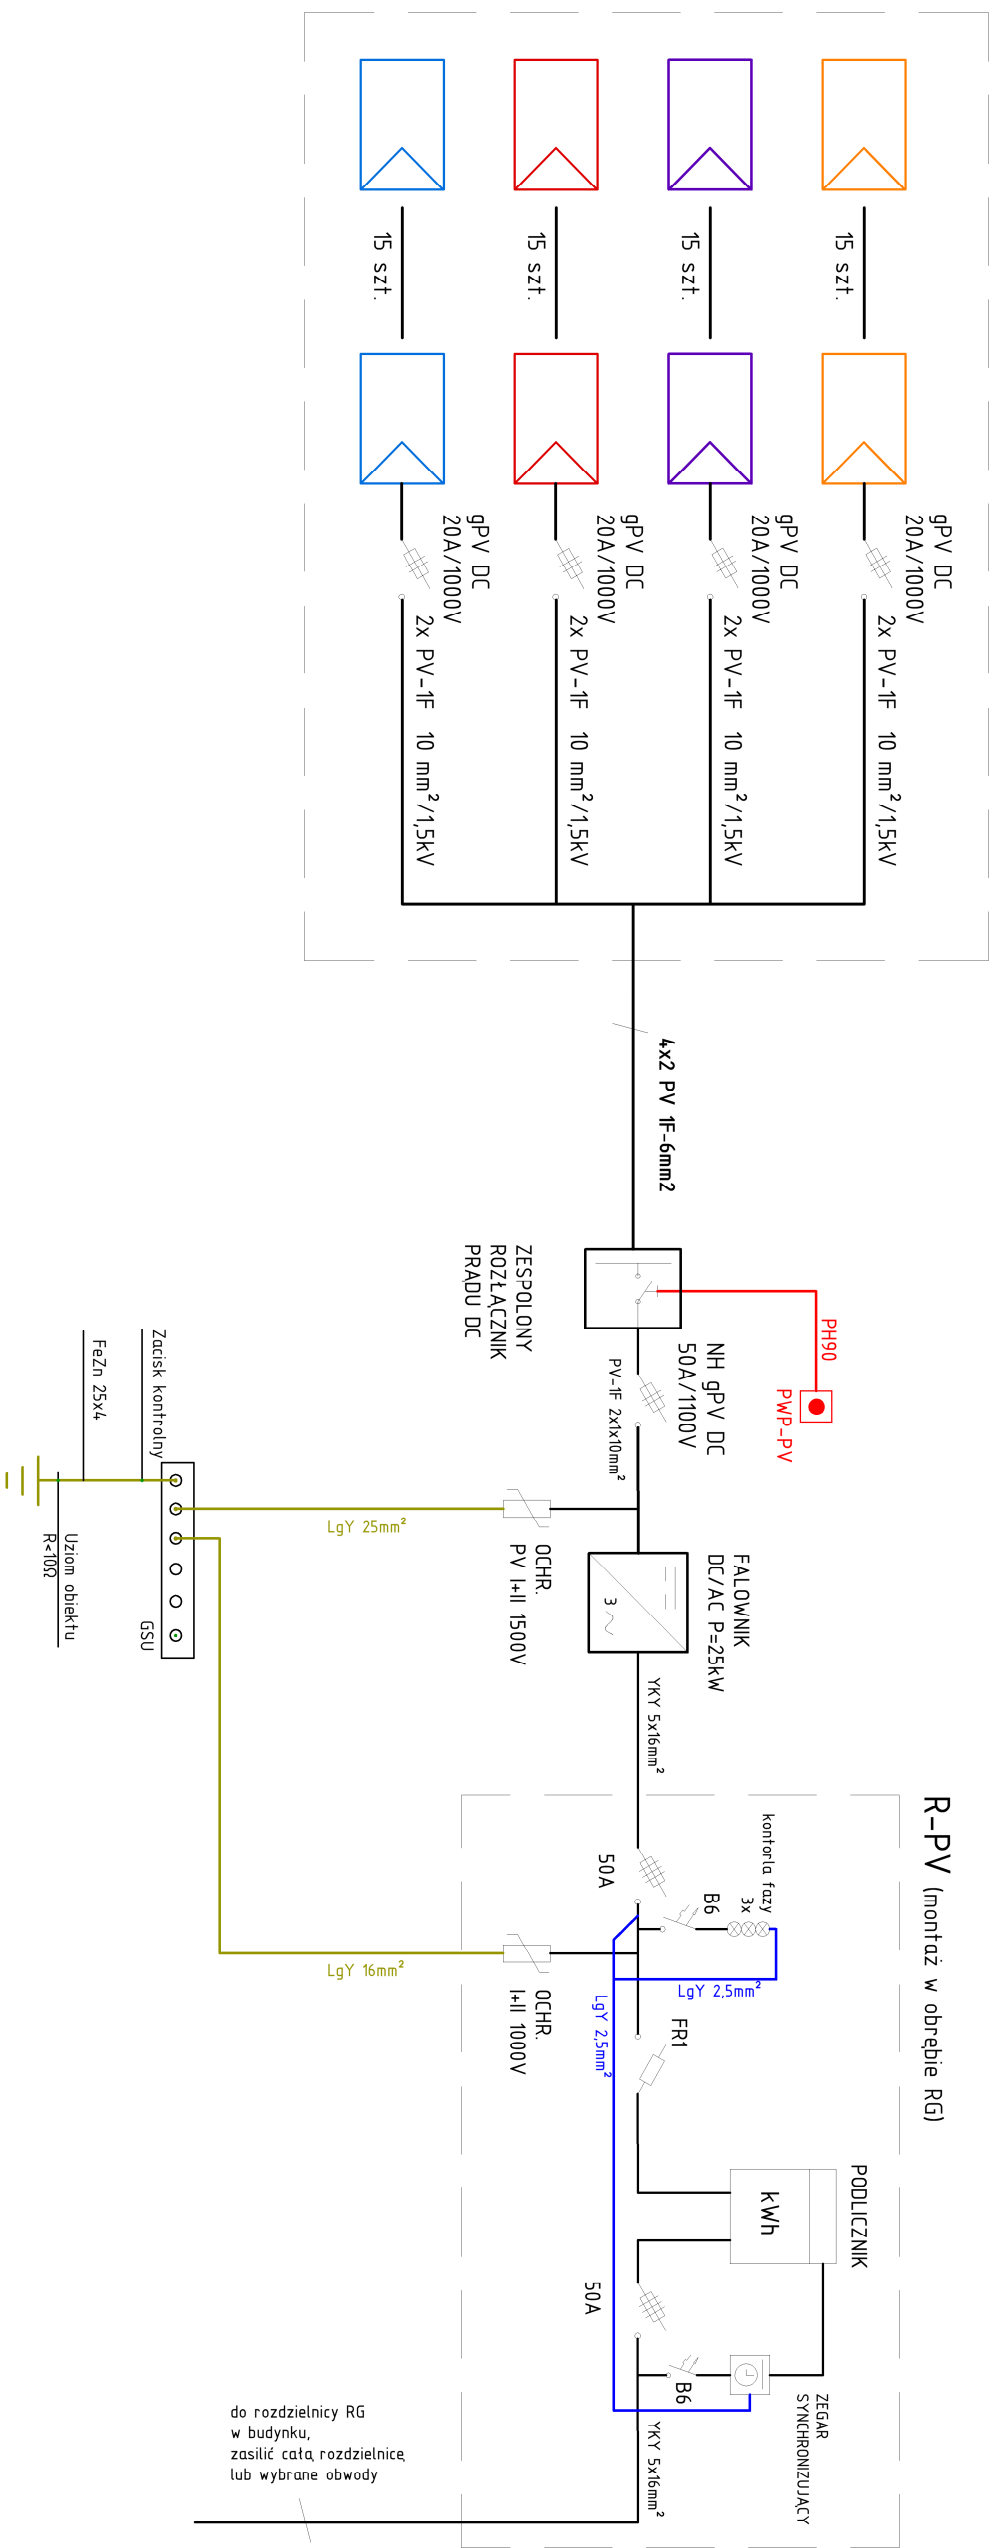 15 szt.
15 szt.
15 szt.
15 szt.
gPV DC
20A/1000V
gPV DC
20A/1000V
gPV DC
20A/1000V
gPV DC
20A/1000V
2x PV-1F 10 mm²/1,5kV
2x PV-1F 10 mm²/1,5kV
2x PV-1F 10 mm²/1,5kV
2x PV-1F 10 mm²/1,5kV
4x2 PV 1F-6mm2
ZESPOLONY
ROZŁĄCZNIK
PRĄDU DC
PH90
PWP-PV
NH gPV DC
50A/1100V
PV-1F 2x1x10mm²
Zacisk kontrolny
FeZn 25x4
Uziom obiektu
R<10Ω
GSU
LgY 25mm²
OCHR.
PV I+II 1500V
FALOWNIK
DC/AC P=25kW
3
YKY 5x16mm²
R-PV (montaż w obrębie RG)
kontorla fazy
3x
B6
50A
LgY 16mm²
OCHR.
I+II 1000V
LgY 2,5mm²
LgY 2,5mm²
FR1
PODLICZNIK
kWh
50A
B6
ZEGAR
SYNCHRONIZUJĄCY
YKY 5x16mm²
do rozdzielnicy RG
w budynku,
zasilić całą rozdzielnicę
lub wybrane obwody